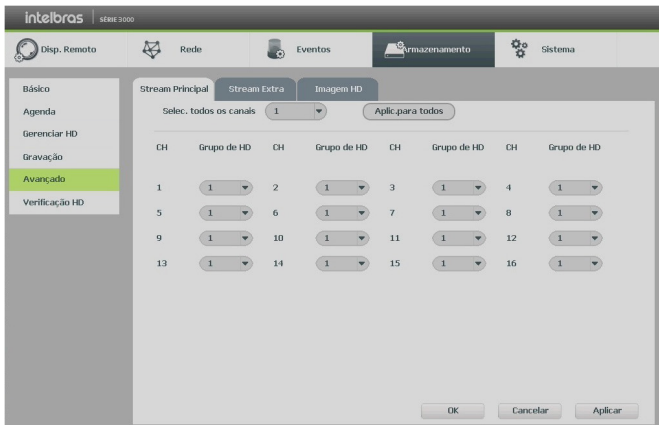 intelbras SÉRIE 3000
Disp. Remoto Rede Eventos Armazenamento Sistema
Básico
Agenda
Gerenciar HD
Gravação
Avançado
Verificação HD
Stream Principal Stream Extra Imagem HD
Selec. todos os canais 1 Aplic.para todos
CH Grupo de HD CH Grupo de HD CH Grupo de HD CH Grupo de HD
1 1 2 1 3 1 4 1
5 1 6 1 7 1 8 1
9 1 10 1 11 1 12 1
13 1 14 1 15 1 16 1
OK Cancelar Aplicar